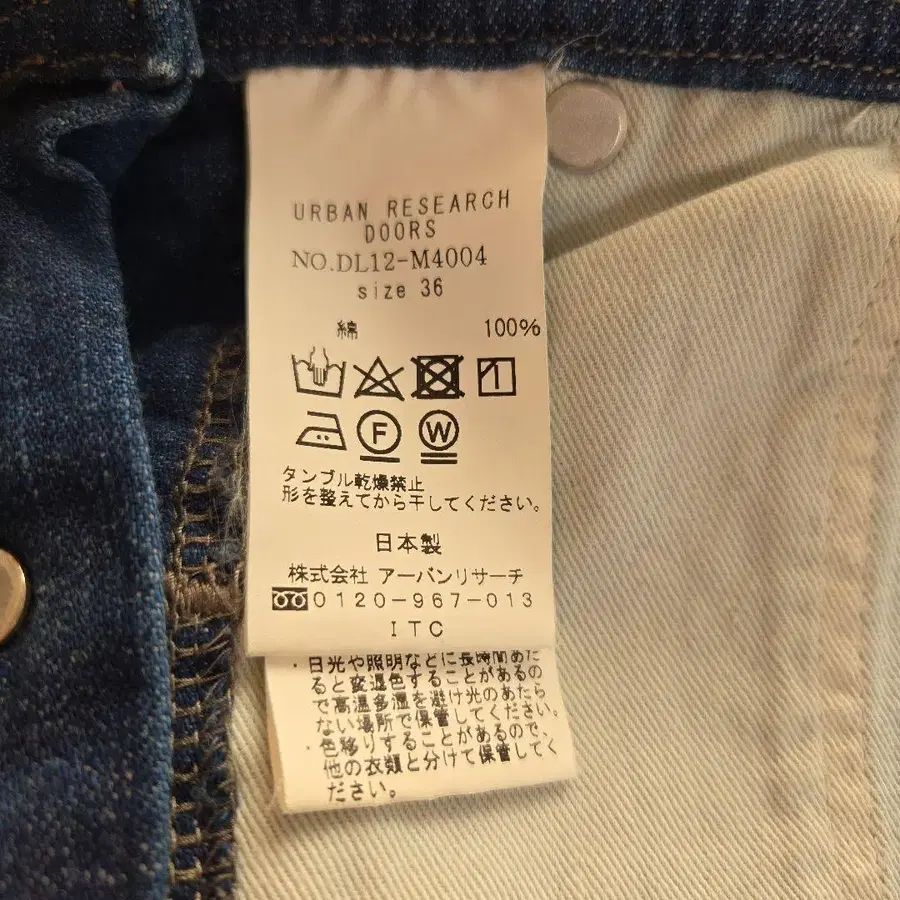 URBAN RESEARCH
DOORS
NO.DL12-M4004
size 36
綿 100%
F W
タンブル乾燥禁止
形を整えてから干してください。
日本製
株式会社 アーバンリサーチ
0120-967-013
ITC
・日光や照明などに長時間あた
ると変退色することがあるの
で高温多湿を避け光のあたら
ない場所で保管してください。
・色移りすることがあるので、
他の衣類と分けて保管してく
ださい。